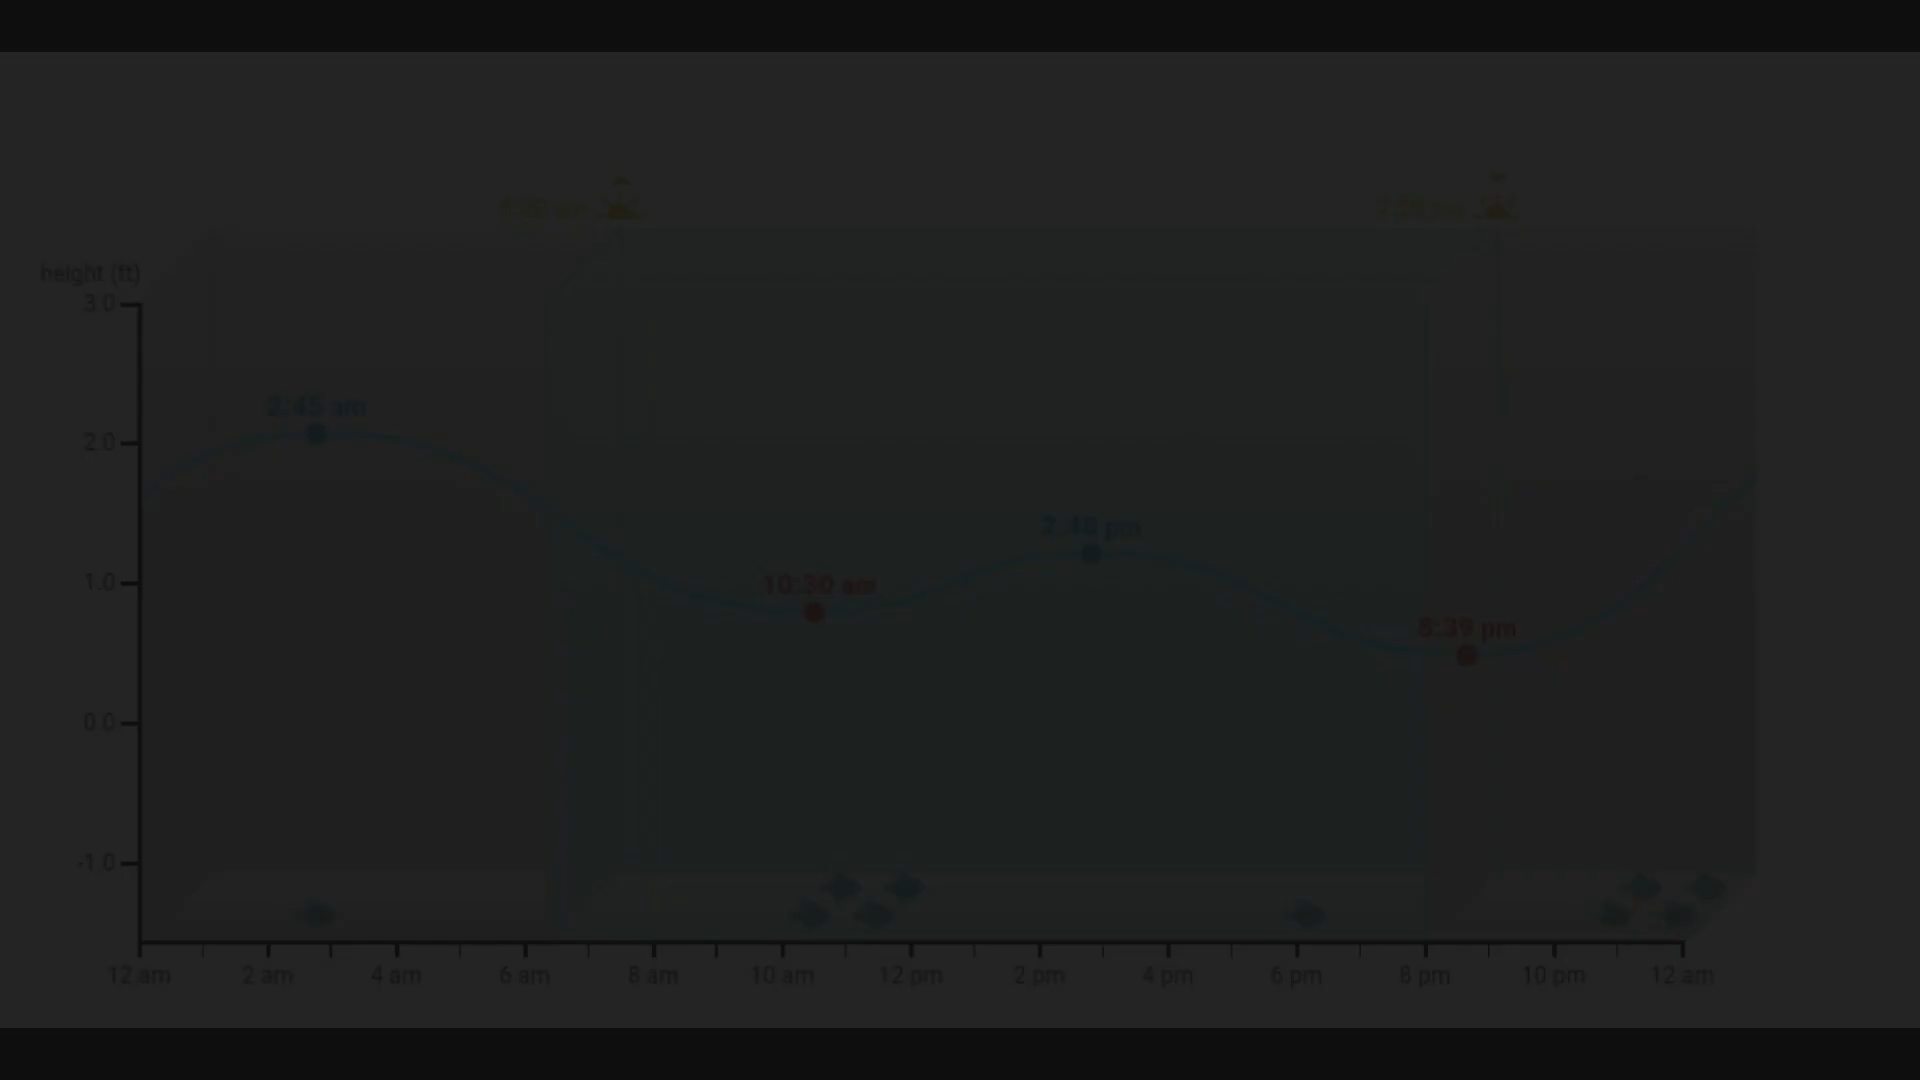 height (ft)
3.0
2:45 am
2.0
2:48 pm
10:30 am
1.0
8:39 pm
0.0
-1.0
12 am 2 am 4 am 6 am 8 am 10 am 12 pm 2 pm 4 pm 6 pm 8 pm 10 pm 12 am